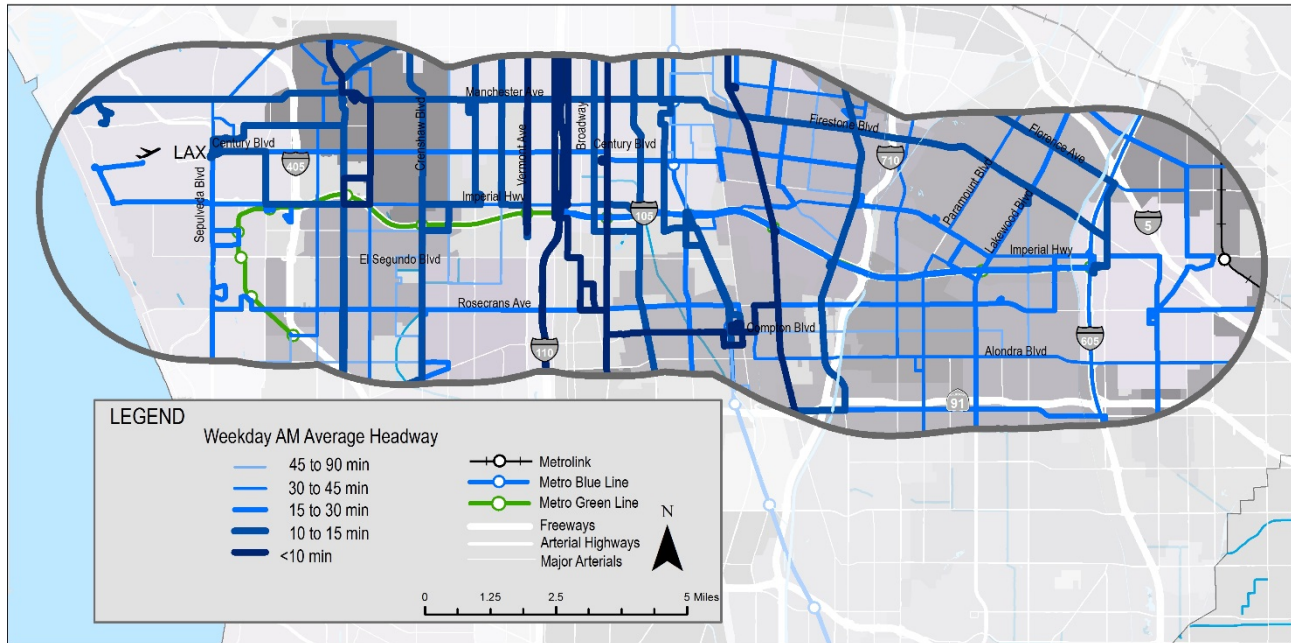 Manchester Ave
Crenshaw Blvd
Vermont Ave
Broadway
Firestone Blvd
Florence Ave
LAX
Century Blvd
405
Century Blvd
710
Sepulveda Blvd
Imperial Hwy
105
Paramount Blvd
Lakewood Blvd
5
Imperial Hwy
El Segundo Blvd
Rosecrans Ave
Compton Blvd
110
Alondra Blvd
605
91
LEGEND
Weekday AM Average Headway
45 to 90 min
30 to 45 min
15 to 30 min
10 to 15 min
<10 min
Metrolink
Metro Blue Line
Metro Green Line
Freeways
Arterial Highways
Major Arterials
N
0 1.25 2.5 5 Miles